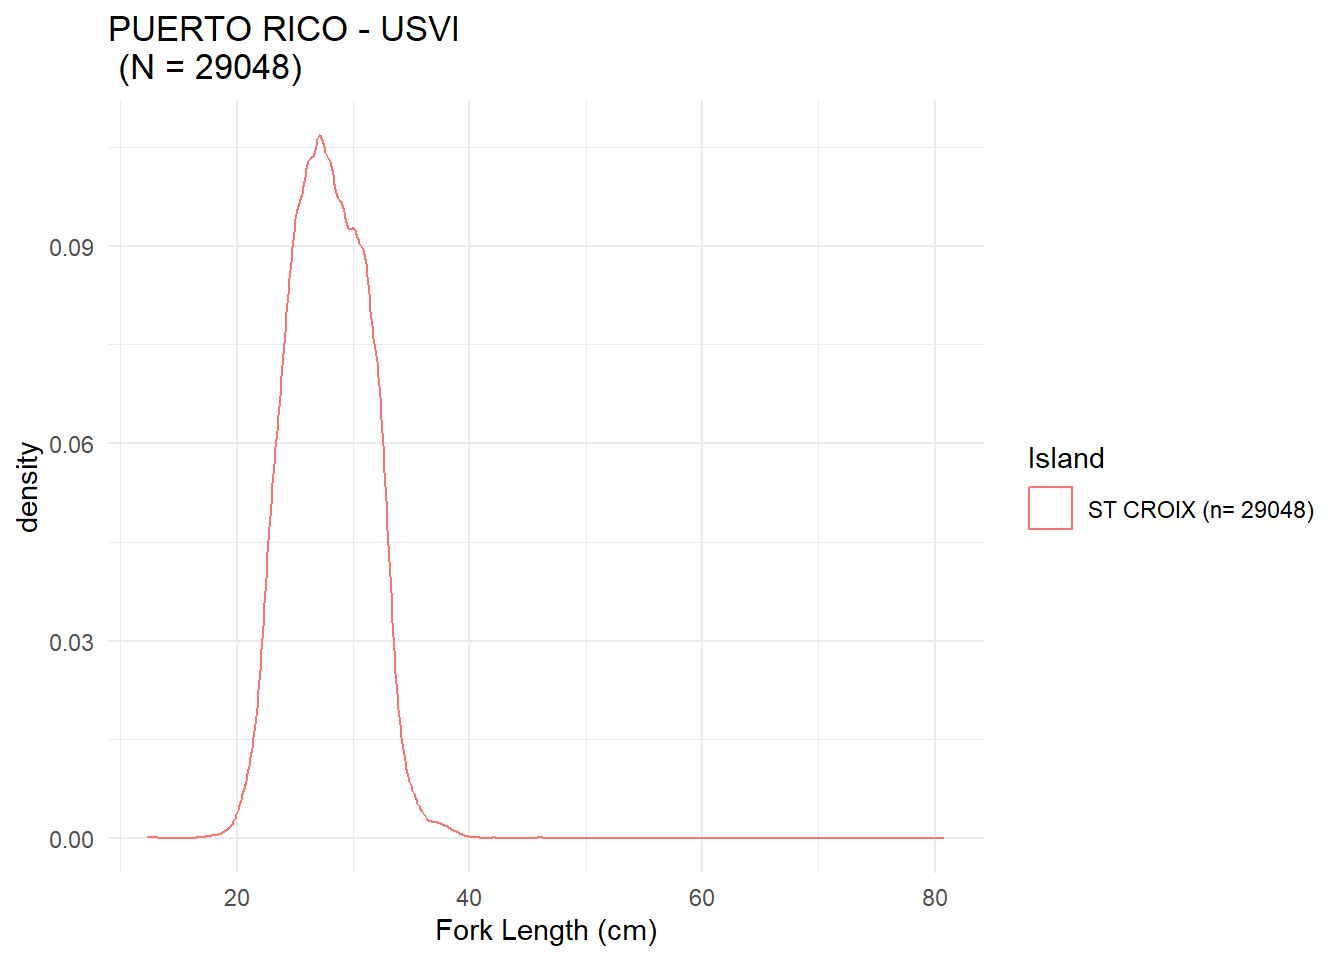 PUERTO RICO - USVI
(N = 29048)
0.09
0.06
0.03
0.00
density
20 40 60 80
Fork Length (cm)
Island
ST CROIX (n= 29048)